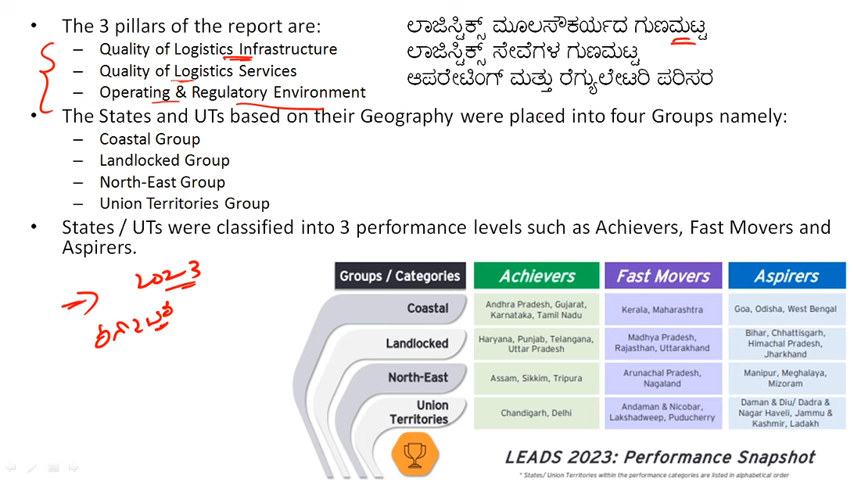 • The 3 pillars of the report are:
– Quality of Logistics Infrastructure
– Quality of Logistics Services
– Operating & Regulatory Environment
ಲಾಜಿಸ್ಟಿಕ್ಸ್ ಮೂಲಸೌಕರ್ಯದ ಗುಣಮಟ್ಟ
ಲಾಜಿಸ್ಟಿಕ್ಸ್ ಸೇವೆಗಳ ಗುಣಮಟ್ಟ
ಆಪರೇಟಿಂಗ್ ಮತ್ತು ರೆಗ್ಯುಲೇಟರಿ ಪರಿಸರ
• The States and UTs based on their Geography were placed into four Groups namely:
– Coastal Group
– Landlocked Group
– North-East Group
– Union Territories Group
• States / UTs were classified into 3 performance levels such as Achievers, Fast Movers and
Aspirers.
2023
Groups / Categories Achievers Fast Movers Aspirers
Coastal
Andhra Pradesh, Gujarat,
Karnataka, Tamil Nadu
Kerala, Maharashtra
Goa, Odisha, West Bengal
Landlocked
Haryana, Punjab, Telangana,
Uttar Pradesh
Madhya Pradesh,
Rajasthan, Uttarakhand
Bihar, Chhattisgarh,
Himachal Pradesh,
Jharkhand
North-East
Assam, Sikkim, Tripura
Arunachal Pradesh,
Nagaland
Manipur, Meghalaya,
Mizoram
Union
Territories
Chandigarh, Delhi
Andaman & Nicobar,
Lakshadweep, Puducherry
Daman & Diu/ Dadra &
Nagar Haveli, Jammu &
Kashmir, Ladakh
LEADS 2023: Performance Snapshot
* States/ Union Territories within the performance categories are listed in alphabetical order